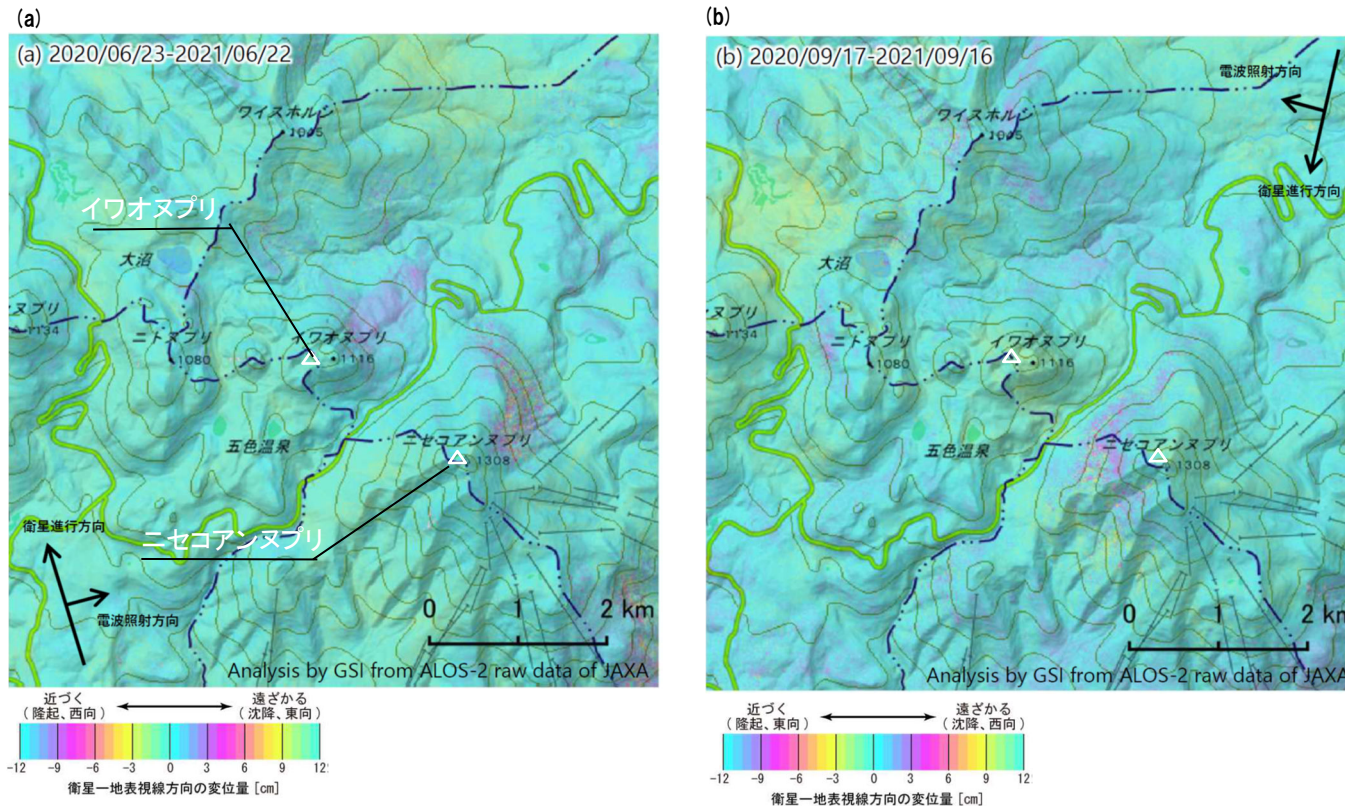 (a)
(a) 2020/06/23-2021/06/22
ワイスホルン
1045
イワオヌプリ
大沼
ヌプリ
1134
ニトヌプリ
1080
イワオヌプリ
1116
五色温泉
ニセコアンヌプリ
1308
衛星進行方向
電波照射方向
ニセコアンヌプリ
0 1 2 km
Analysis by GSI from ALOS-2 raw data of JAXA
近づく
(隆起、西向)
遠ざかる
(沈降、東向)
-12 -9 -6 -3 0 3 6 9 12
衛星－地表視線方向の変位量 [cm]
(b)
(b) 2020/09/17-2021/09/16
電波照射方向
衛星進行方向
ワイスホルン
1045
大沼
ヌプリ
1134
ニトヌプリ
1080
イワオヌプリ
1116
五色温泉
ニセコアンヌプリ
1308
0 1 2 km
Analysis by GSI from ALOS-2 raw data of JAXA
近づく
(隆起、東向)
遠ざかる
(沈降、西向)
-12 -9 -6 -3 0 3 6 9 12
衛星－地表視線方向の変位量 [cm]